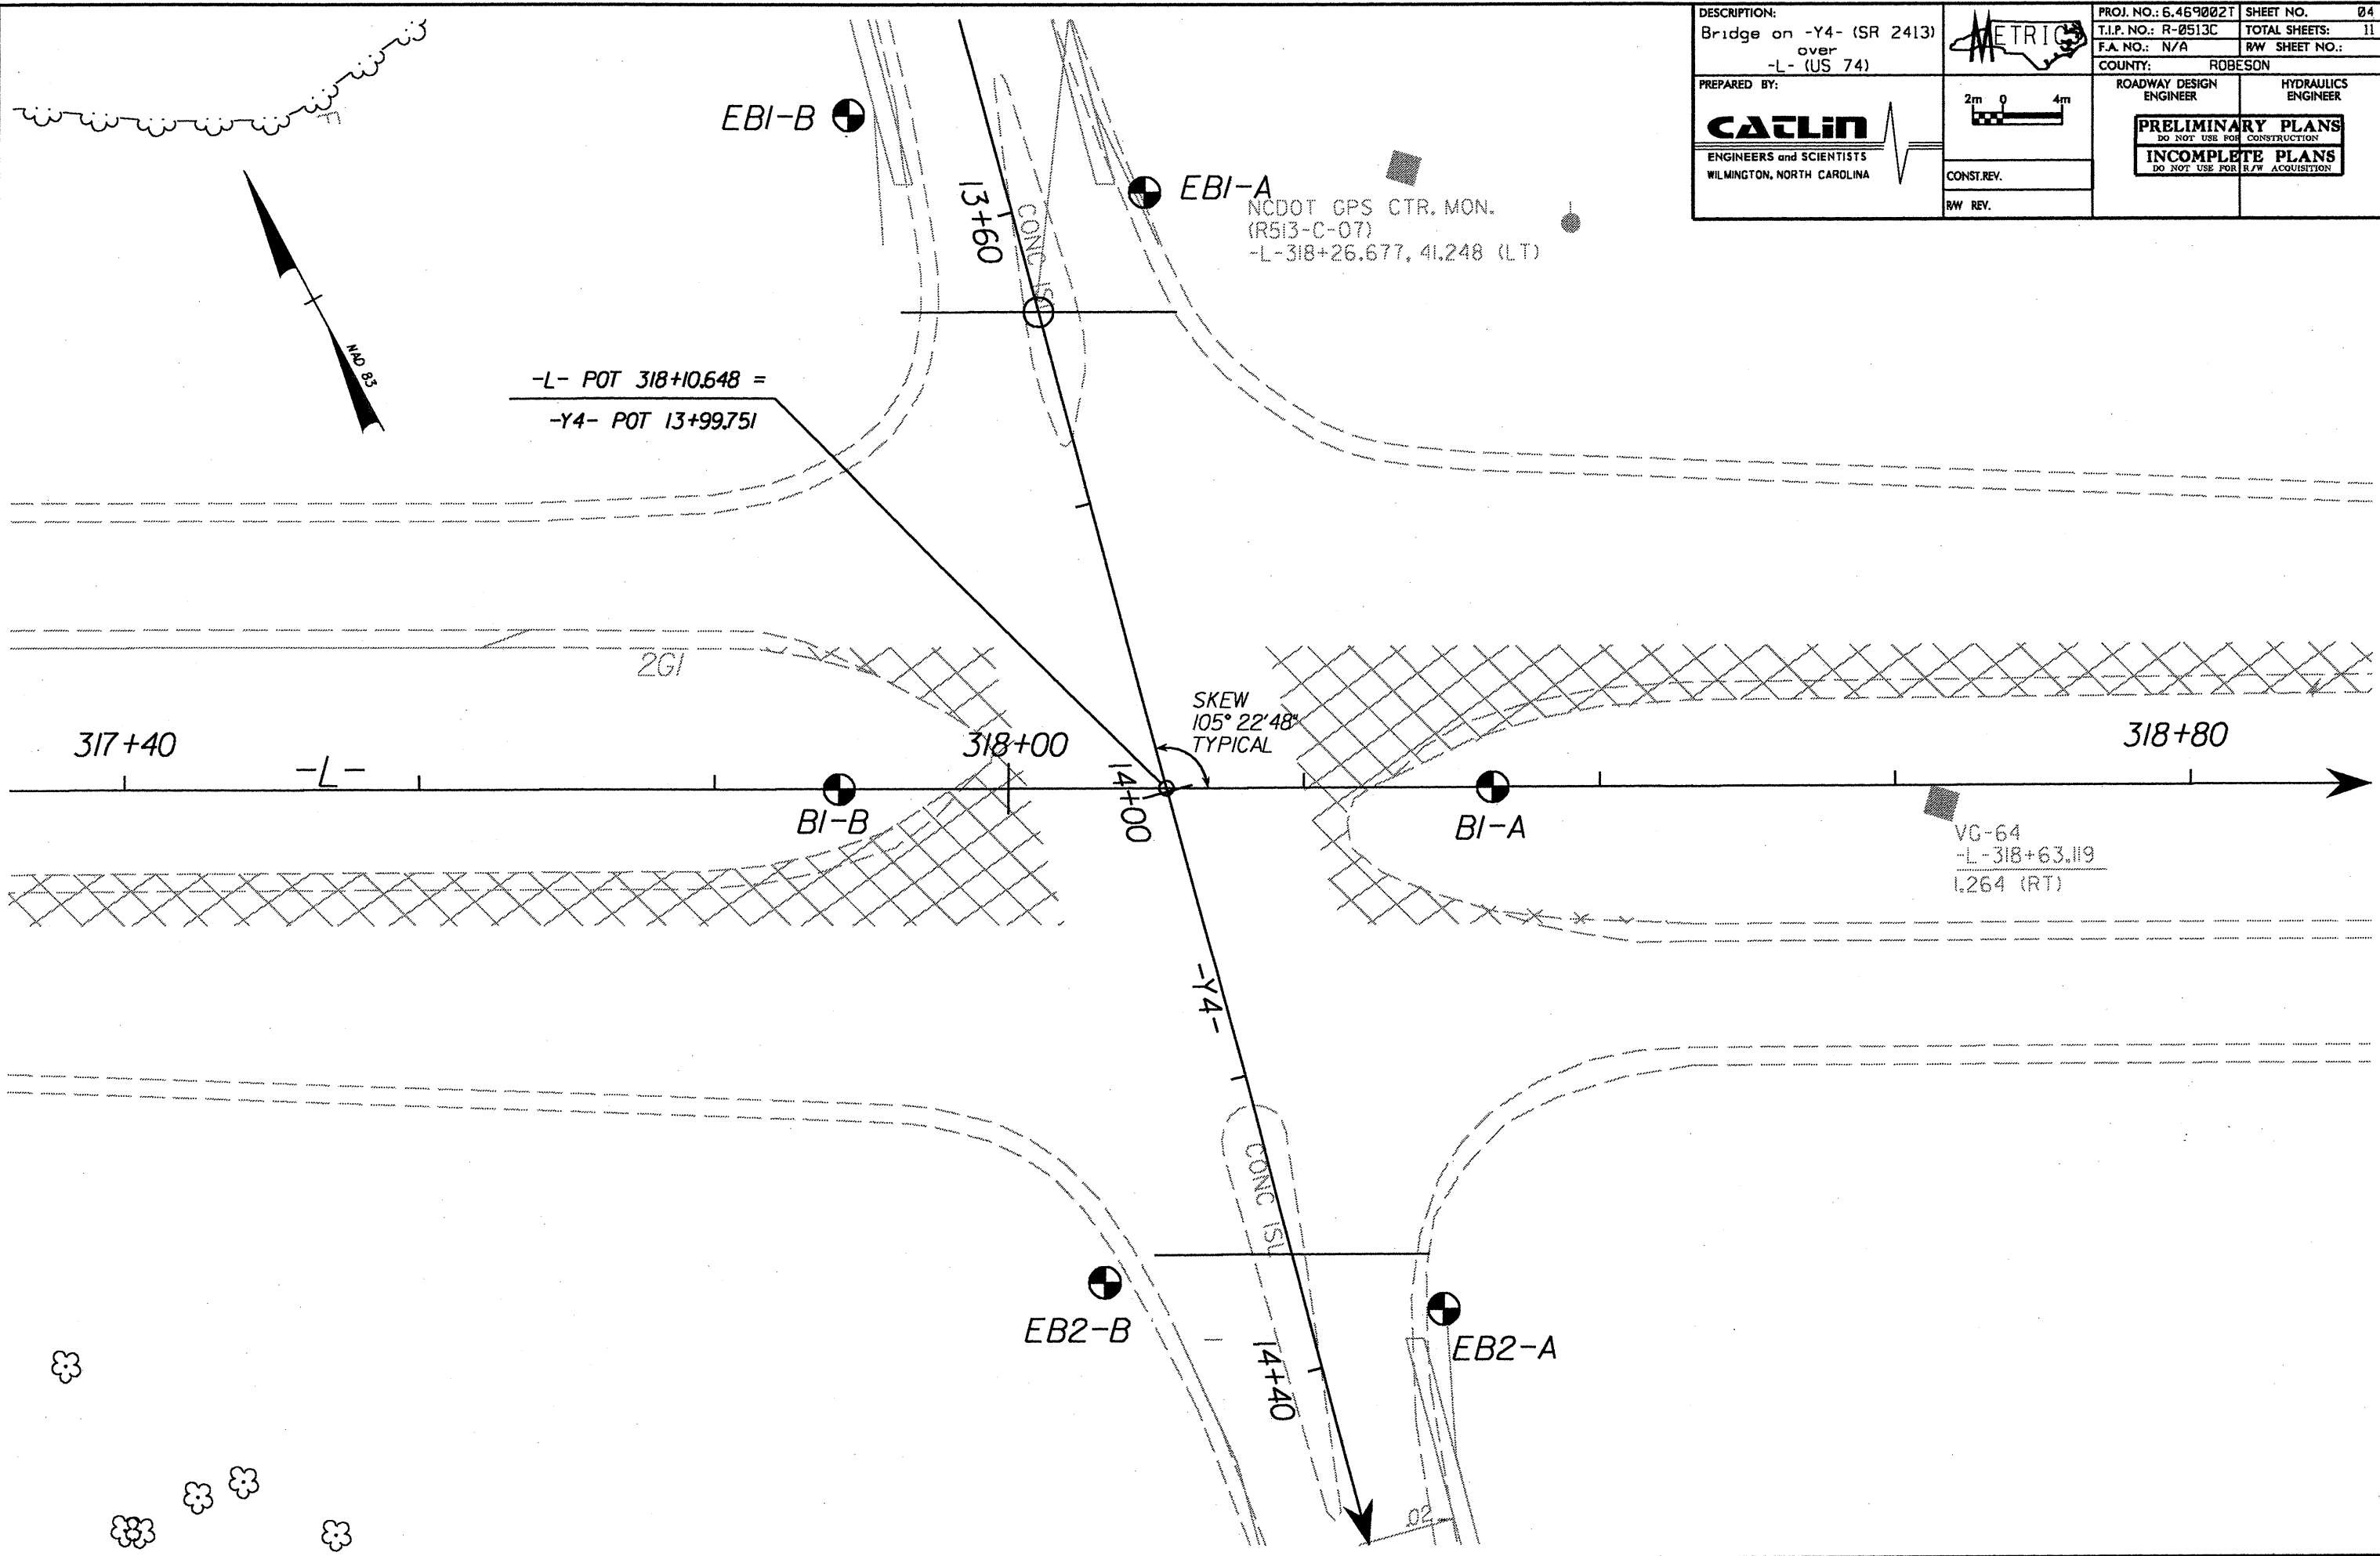 DESCRIPTION:
Bridge on -Y4- (SR 2413)
over
-L- (US 74)
PREPARED BY:
CATLIN
ENGINEERS and SCIENTISTS
WILMINGTON, NORTH CAROLINA
METRIC
2m 0 4m
CONST.REV.
R/W REV.
PROJ. NO.: 6.469002T SHEET NO. 04
T.I.P. NO.: R-0513C TOTAL SHEETS: 11
F.A. NO.: N/A R/W SHEET NO.:
COUNTY: ROBESON
ROADWAY DESIGN ENGINEER
HYDRAULICS ENGINEER
PRELIMINARY PLANS
DO NOT USE FOR CONSTRUCTION
INCOMPLETE PLANS
DO NOT USE FOR R/W ACQUISITION
F
EB1-B
EB1-A
NCDOT GPS CTR. MON.
(R513-C-07)
-L-318+26.677, 41.248 (LT)
13+60
CONC ISL
NAD 83
-L- POT 318+10.648 =
-Y4- POT 13+99.751
2GI
SKEW
105° 22'48"
TYPICAL
317+40
-L-
318+00
318+80
14+00
B1-B
B1-A
VG-64
-L-318+63.119
1.264 (RT)
-Y4-
CONC ISL
EB2-B
EB2-A
14+40
.02